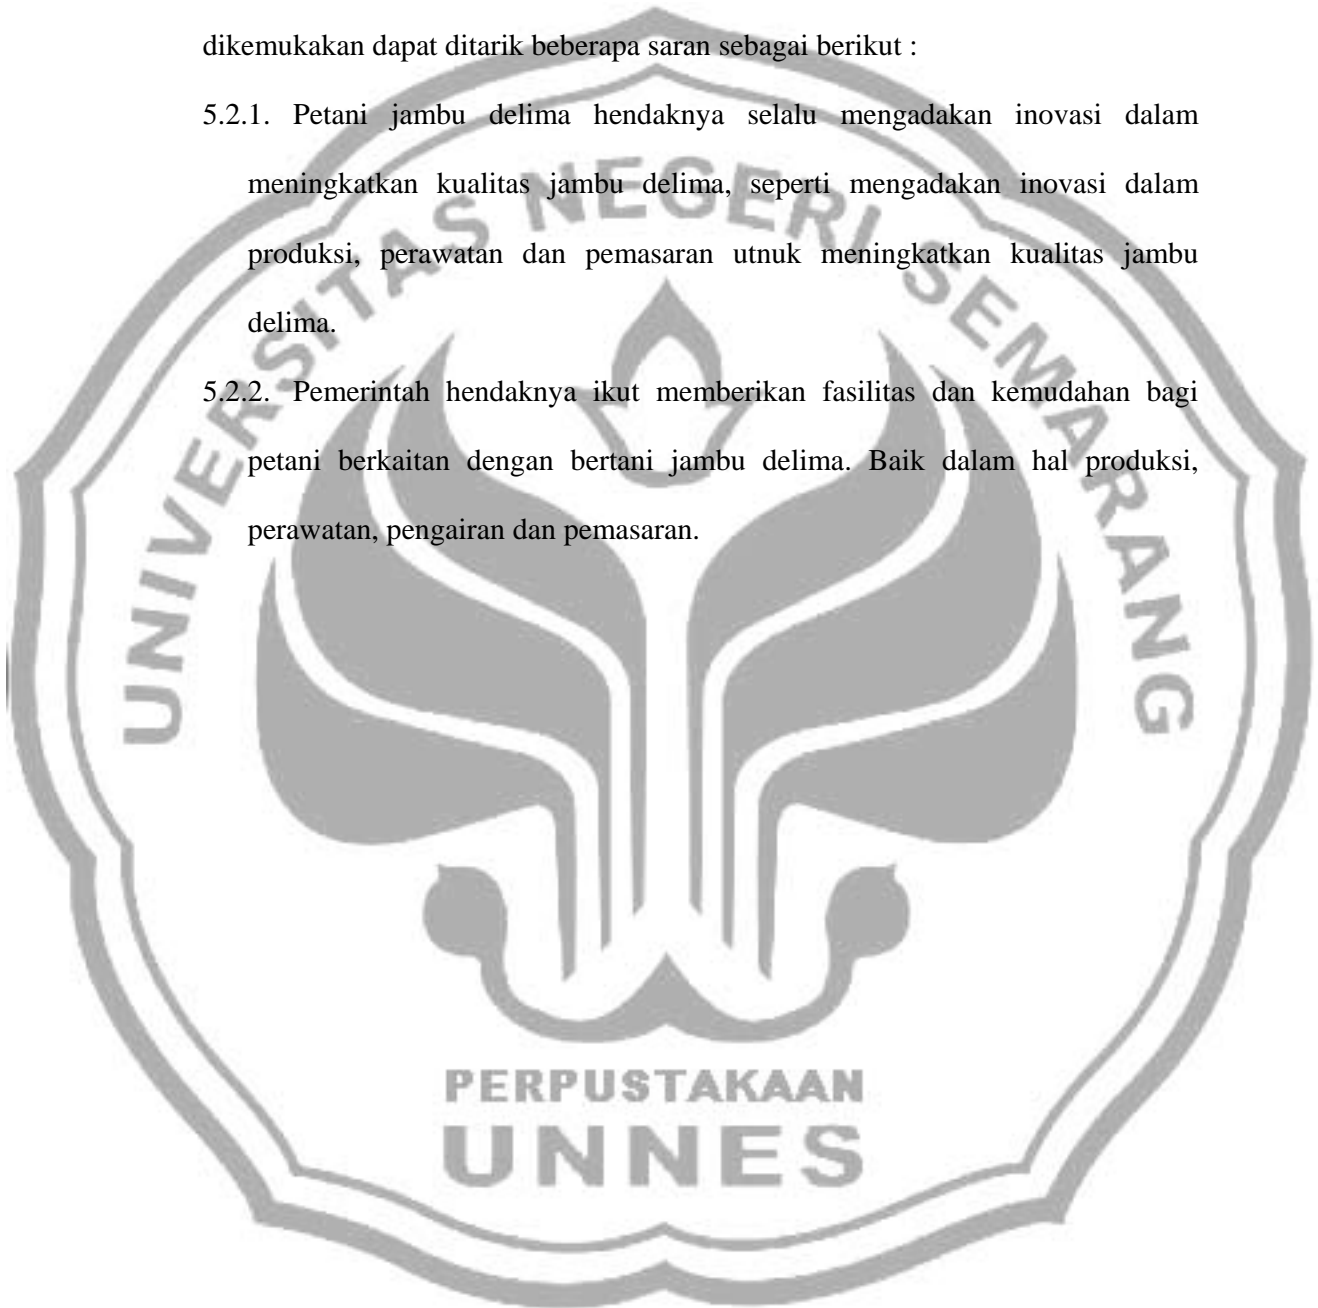 dikemukakan dapat ditarik beberapa saran sebagai berikut :
5.2.1. Petani jambu delima hendaknya selalu mengadakan inovasi dalam
meningkatkan kualitas jambu delima, seperti mengadakan inovasi dalam
produksi, perawatan dan pemasaran utnuk meningkatkan kualitas jambu
delima.
5.2.2. Pemerintah hendaknya ikut memberikan fasilitas dan kemudahan bagi
petani berkaitan dengan bertani jambu delima. Baik dalam hal produksi,
perawatan, pengairan dan pemasaran.
UNIVERSITAS NEGERI SEMARANG
PERPUSTAKAAN
UNNES